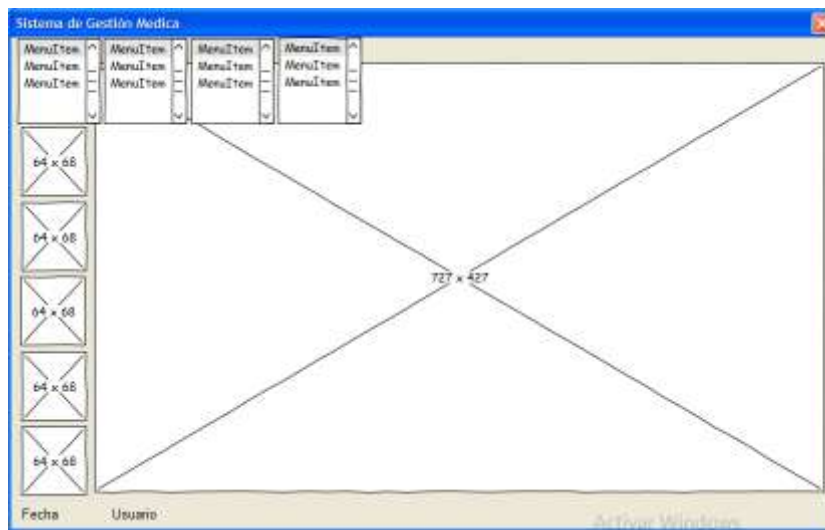 Sistema de Gestión Medica
MenuItem MenuItem MenuItem MenuItem
MenuItem MenuItem MenuItem MenuItem
MenuItem MenuItem MenuItem MenuItem
64 x 68
64 x 68
727 x 427
64 x 68
64 x 68
64 x 68
Fecha Usuario
Activar Windows